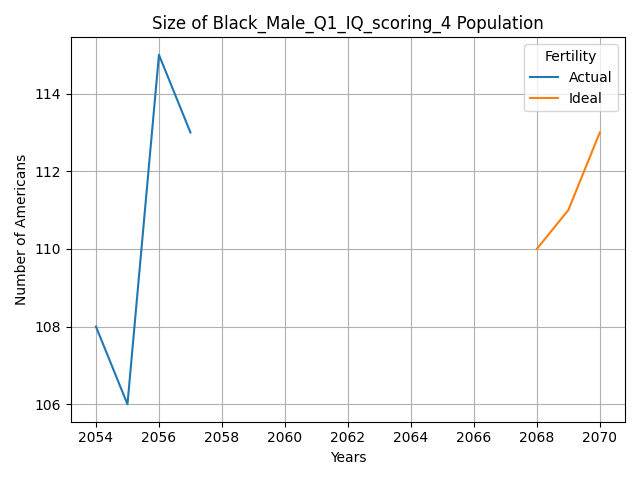 Size of Black_Male_Q1_IQ_scoring_4 Population
Fertility
Actual
Ideal
Number of Americans
114
112
110
108
106
2054 2056 2058 2060 2062 2064 2066 2068 2070
Years